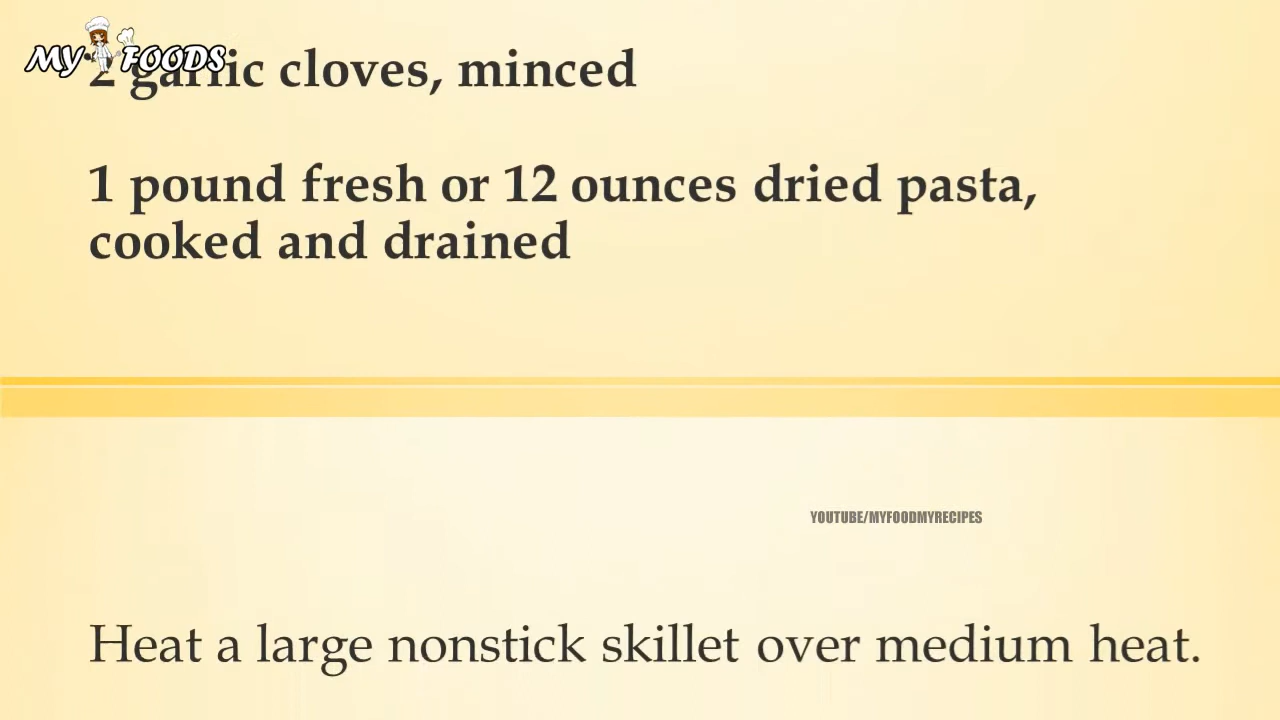 MY FOODS
2 garlic cloves, minced
1 pound fresh or 12 ounces dried pasta,
cooked and drained
YOUTUBE/MYFOODMYRECIPES
Heat a large nonstick skillet over medium heat.